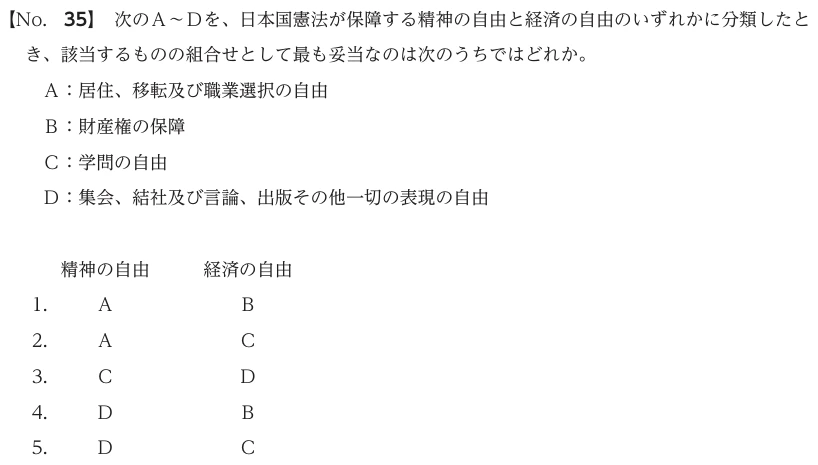 【No. 35】 次のA～Dを、日本国憲法が保障する精神の自由と経済の自由のいずれかに分類したと
き、該当するものの組合せとして最も妥当なのは次のうちではどれか。
A：居住、移転及び職業選択の自由
B：財産権の保障
C：学問の自由
D：集会、結社及び言論、出版その他一切の表現の自由
精神の自由 経済の自由
1. A B
2. A C
3. C D
4. D B
5. D C